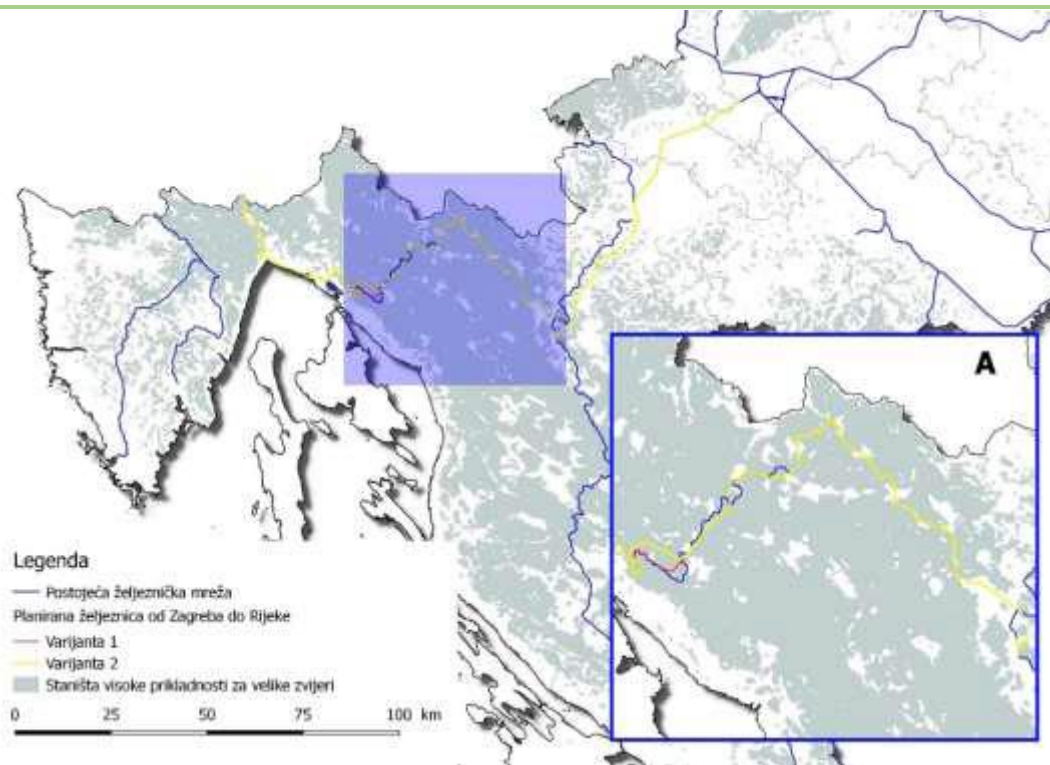 A
Legenda
Postojeća željeznička mreža
Planirana željeznica od Zagreba do Rijeke
Varijanta 1
Varijanta 2
Staništa visoke prikladnosti za velike zvijeri
0 25 50 75 100 km